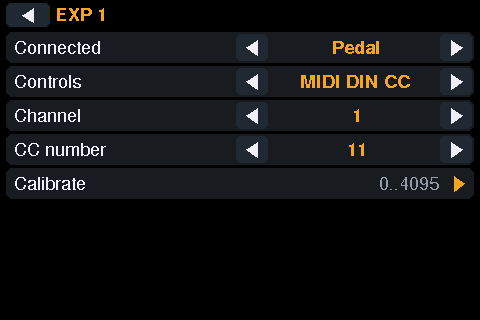 EXP 1
Connected Pedal
Controls MIDI DIN CC
Channel 1
CC number 11
Calibrate 0..4095